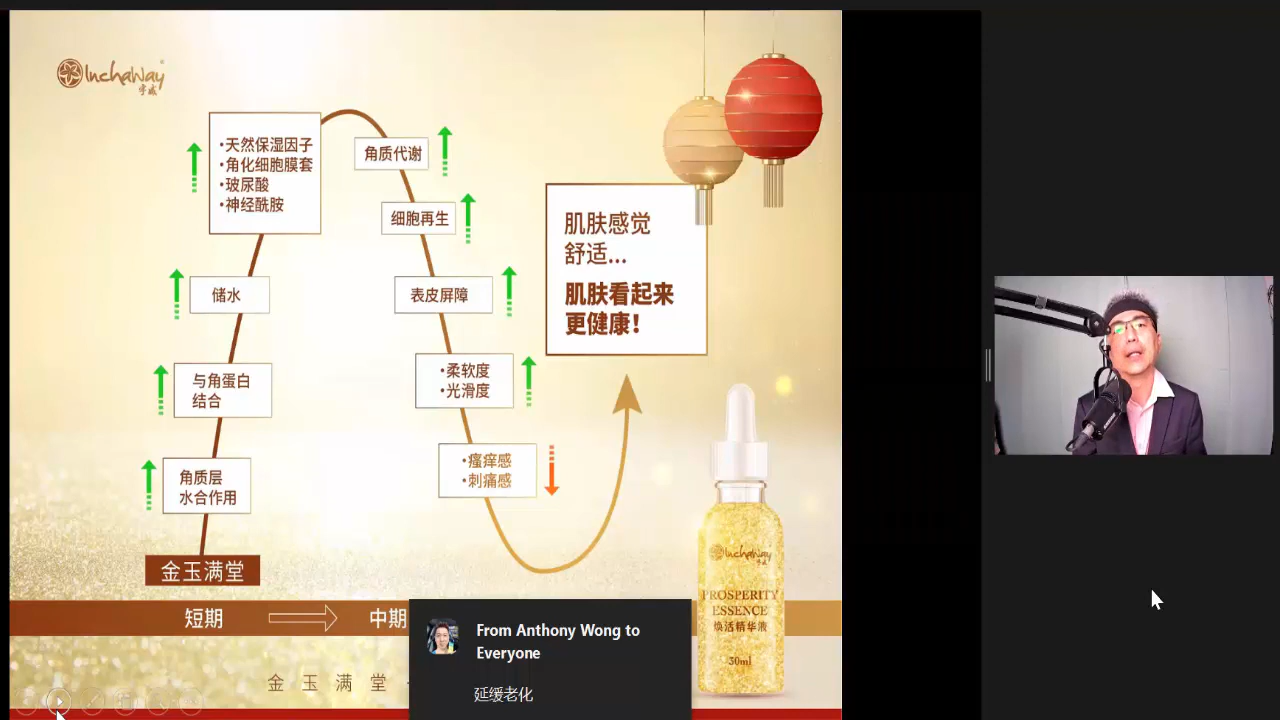 InchaWay
宇威
·天然保湿因子
·角化细胞膜套
·玻尿酸
·神经酰胺
储水
与角蛋白
结合
角质层
水合作用
金玉满堂
角质代谢
细胞再生
表皮屏障
·柔软度
·光滑度
·瘙痒感
·刺痛感
肌肤感觉
舒适...
肌肤看起来
更健康!
InchaWay
宇威
PROSPERITY
ESSENCE
焕活精华液
30ml
短期
中期
金玉满堂
From Anthony Wong to
Everyone
延缓老化